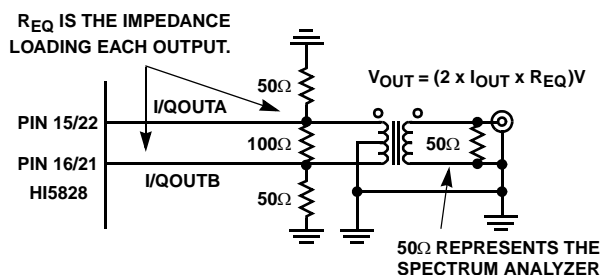 R_EQ IS THE IMPEDANCE
LOADING EACH OUTPUT.
50Ω
V_OUT = (2 x I_OUT x R_EQ)V
I/QOUTA
PIN 15/22
100Ω
50Ω
PIN 16/21
I/QOUTB
HI5828
50Ω
50Ω REPRESENTS THE
SPECTRUM ANALYZER